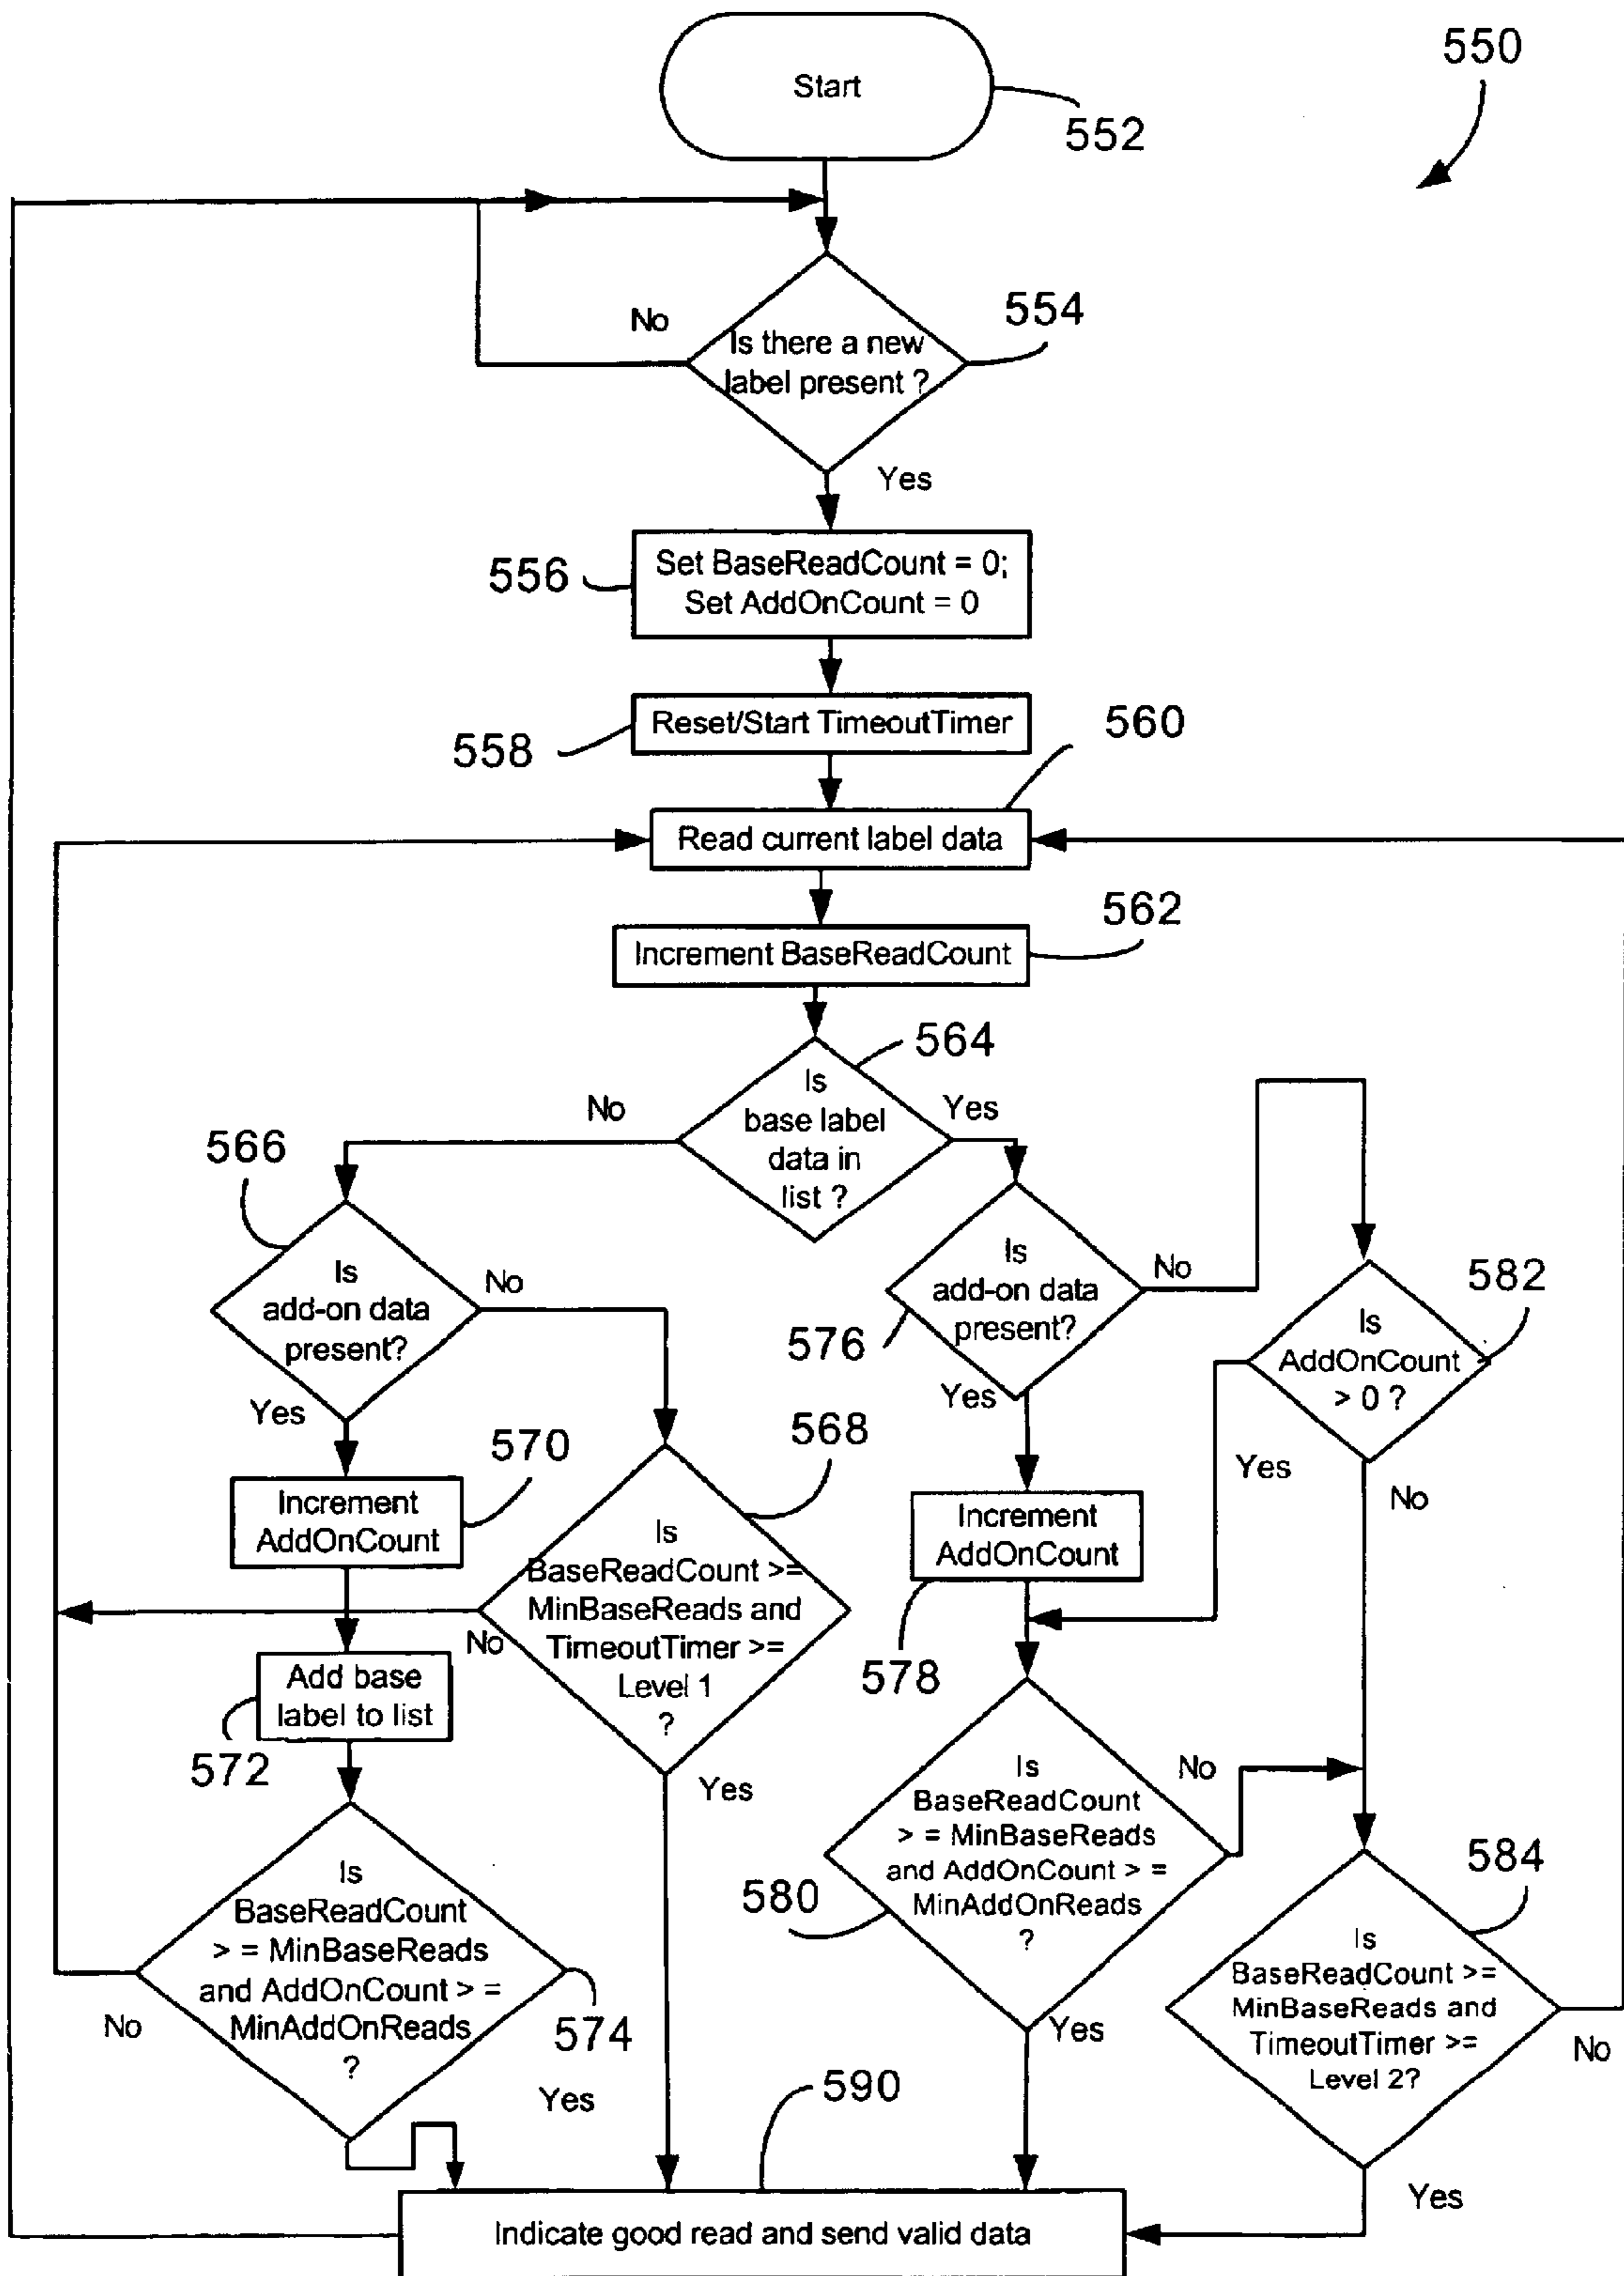 550
Start
552
No
554
Is there a new
label present ?
Yes
556
Set BaseReadCount = 0;
Set AddOnCount = 0
558
Reset/Start TimeoutTimer
560
Read current label data
562
Increment BaseReadCount
564
Is
base label
data in
list ?
No
Yes
566
Is
add-on data
present?
No
Yes
576
Is
add-on data
present?
No
Yes
582
Is
AddOnCount
> 0 ?
Yes
No
570
Increment
AddOnCount
568
Is
BaseReadCount >=
MinBaseReads and
TimeoutTimer >=
Level 1
?
No
Yes
Increment
AddOnCount
578
572
Add base
label to list
Is
BaseReadCount
> = MinBaseReads
and AddOnCount > =
MinAddOnReads
?
574
No
Yes
580
Is
BaseReadCount
> = MinBaseReads
and AddOnCount > =
MinAddOnReads
?
No
Yes
584
Is
BaseReadCount >=
MinBaseReads and
TimeoutTimer >=
Level 2?
No
Yes
590
Indicate good read and send valid data